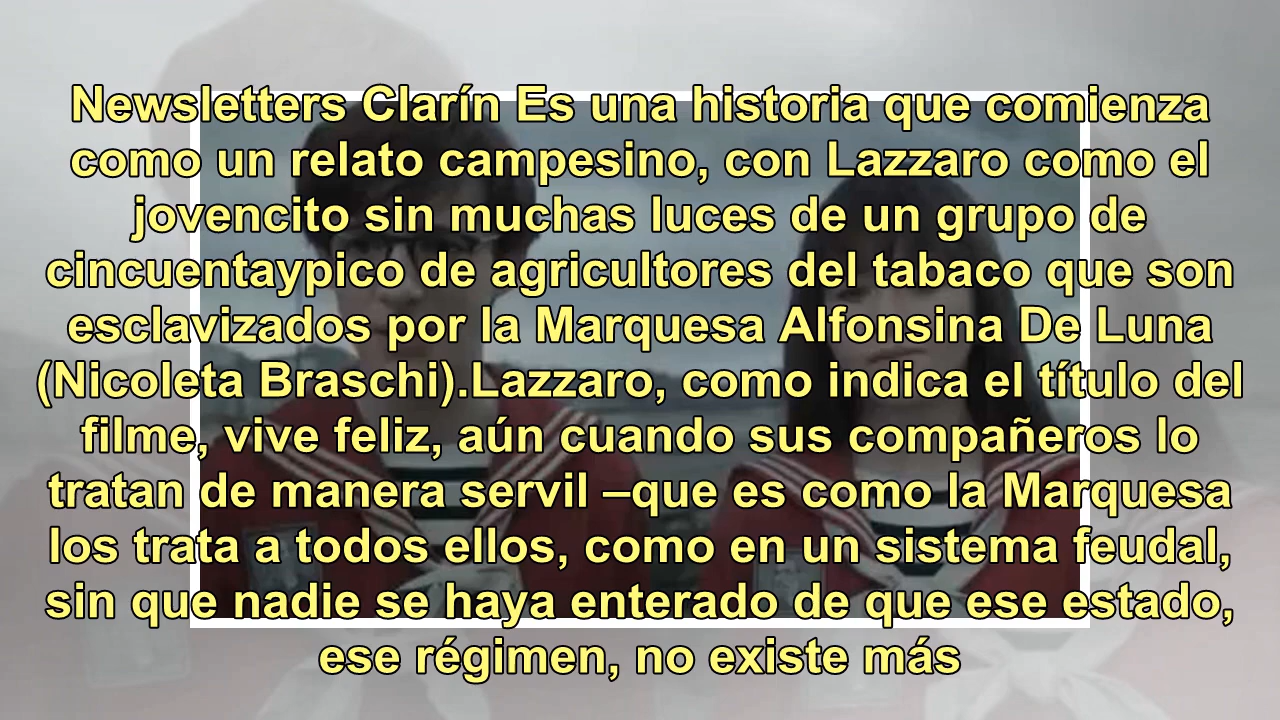 Newsletters Clarín Es una historia que comienza
como un relato campesino, con Lazzaro como el
jovencito sin muchas luces de un grupo de
cincuentaypico de agricultores del tabaco que son
esclavizados por la Marquesa Alfonsina De Luna
(Nicoleta Braschi).Lazzaro, como indica el título del
filme, vive feliz, aún cuando sus compañeros lo
tratan de manera servil –que es como la Marquesa
los trata a todos ellos, como en un sistema feudal,
sin que nadie se haya enterado de que ese estado,
ese régimen, no existe más